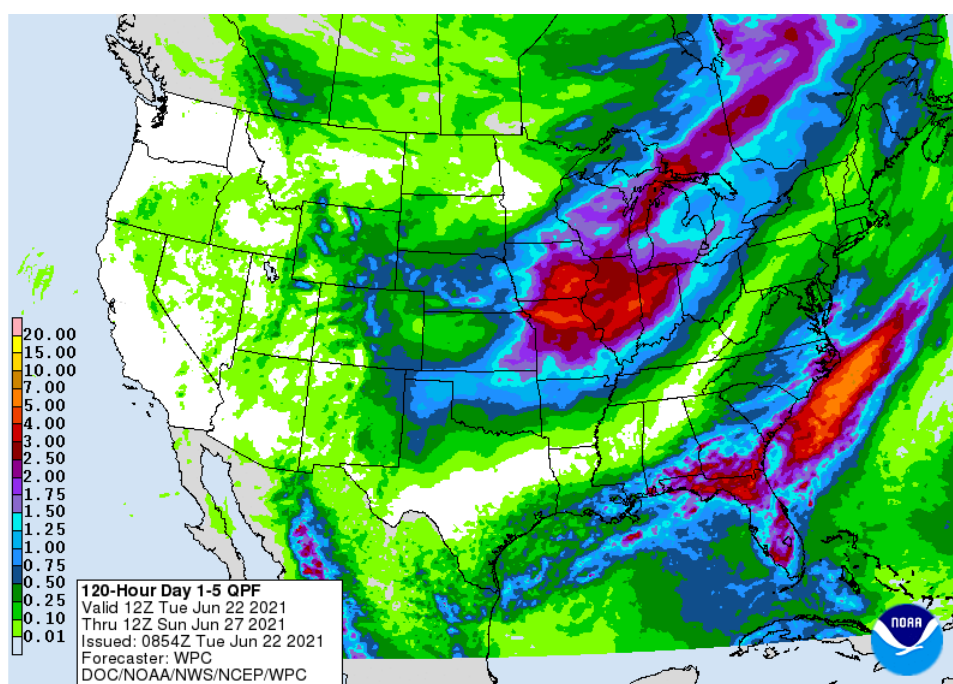 20.00
15.00
10.00
7.00
5.00
4.00
3.00
2.50
2.00
1.75
1.50
1.25
1.00
0.75
0.50
0.25
0.10
0.01
120-Hour Day 1-5 QPF
Valid 12Z Tue Jun 22 2021
Thru 12Z Sun Jun 27 2021
Issued: 0854Z Tue Jun 22 2021
Forecaster: WPC
DOC/NOAA/NWS/NCEP/WPC
NOAA